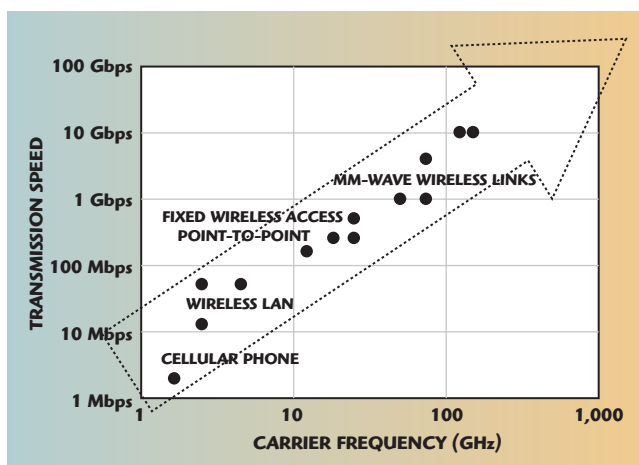 100 Gbps
10 Gbps
MM-WAVE WIRELESS LINKS
1 Gbps
FIXED WIRELESS ACCESS
POINT-TO-POINT
100 Mbps
WIRELESS LAN
10 Mbps
CELLULAR PHONE
1 Mbps
TRANSMISSION SPEED
1 10 100 1,000
CARRIER FREQUENCY (GHz)